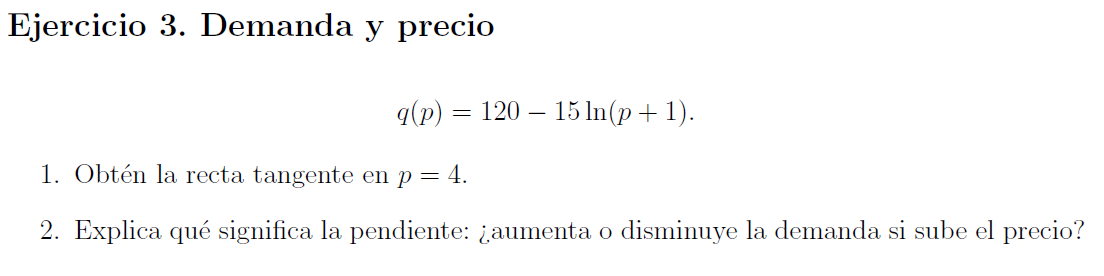 Ejercicio 3. Demanda y precio
q(p) = 120 − 15 ln(p + 1).
1. Obtén la recta tangente en p = 4.
2. Explica qué significa la pendiente: ¿aumenta o disminuye la demanda si sube el precio?